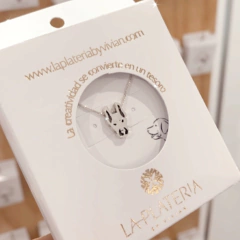 www.laplateriabyvivian.com
La creatividad se convierte en un tesoro
LA PLATERIA